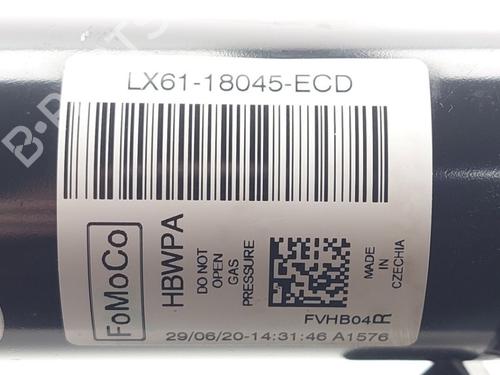 LX61-18045-ECD
FoMoCo
HBWPA
DO NOT
OPEN
GAS
PRESSURE
MADE IN
CZECHIA
FVHB04R
29/06/20-14:31:46 A1576
B-PARTS